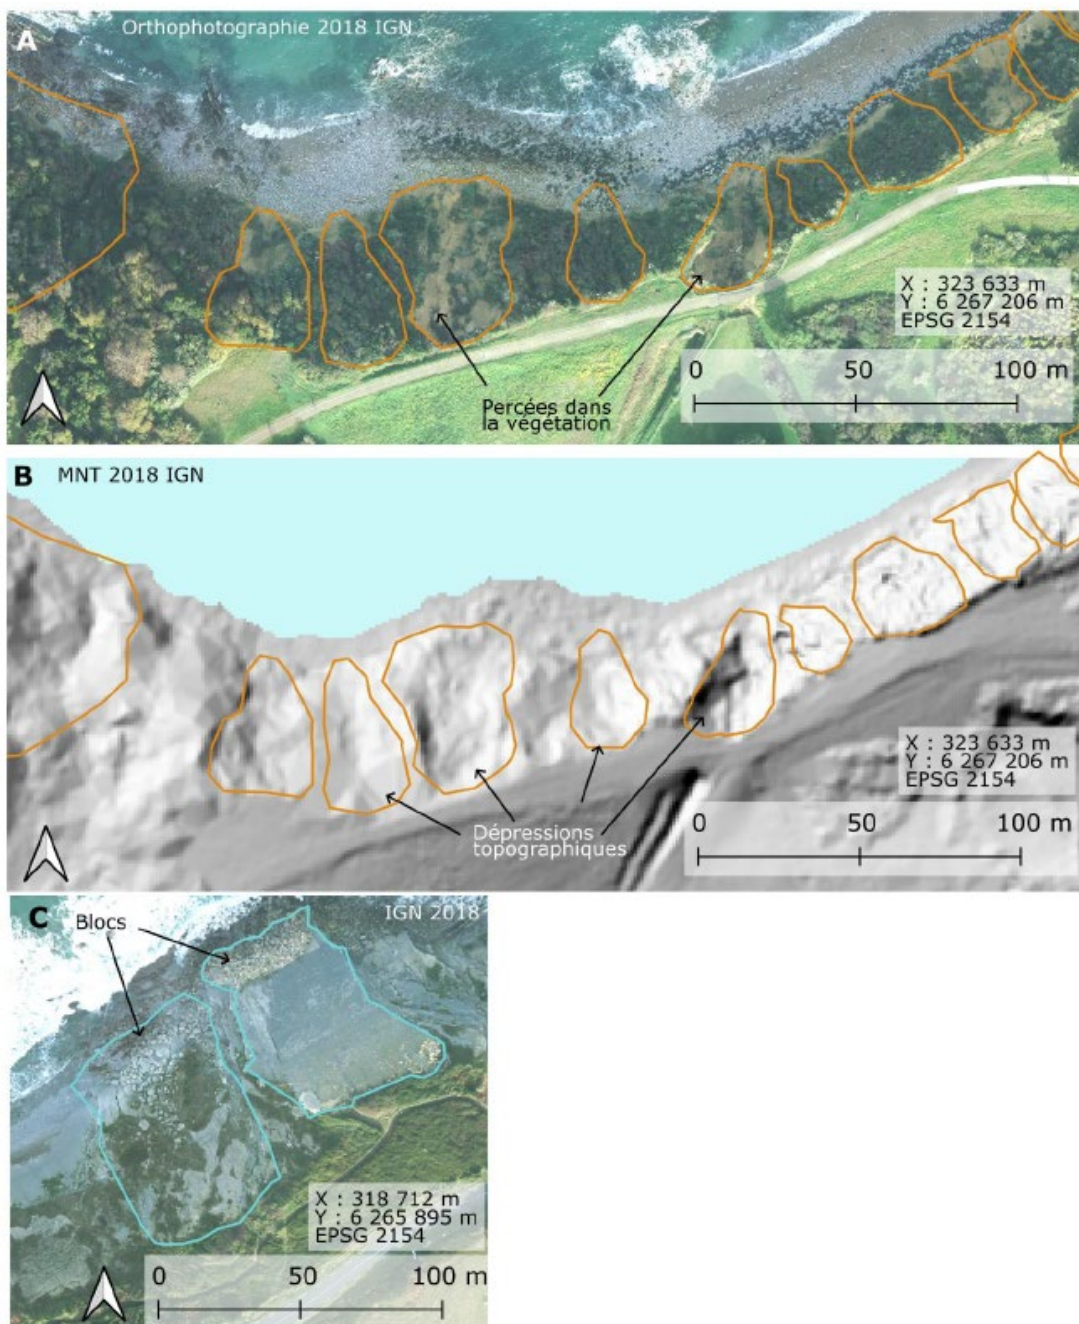 A
Orthophotographie 2018 IGN
X : 323 633 m
Y : 6 267 206 m
EPSG 2154
0 50 100 m
Percées dans
la végétation
B MNT 2018 IGN
X : 323 633 m
Y : 6 267 206 m
EPSG 2154
0 50 100 m
Dépressions
topographiques
C IGN 2018
Blocs
X : 318 712 m
Y : 6 265 895 m
EPSG 2154
0 50 100 m